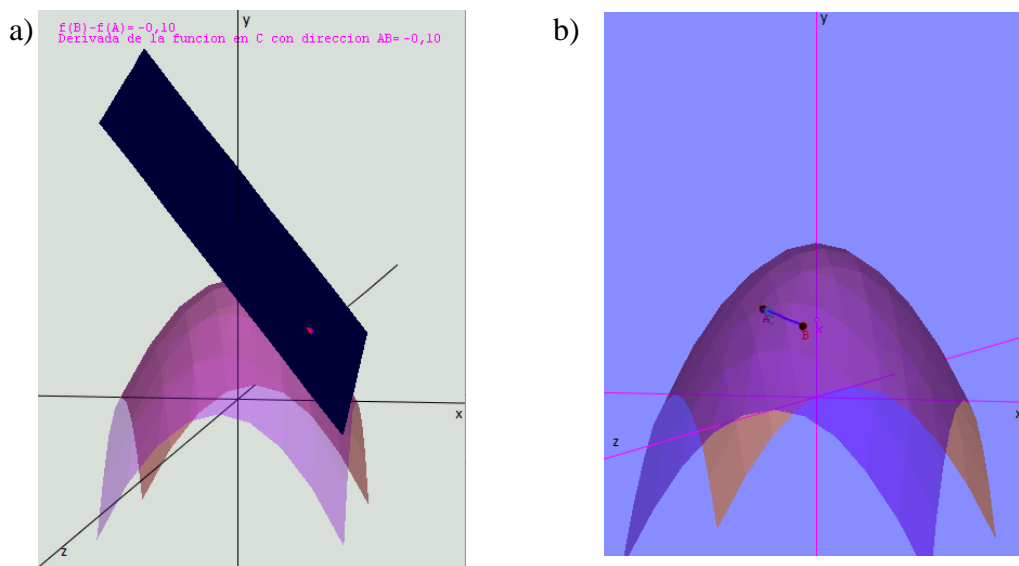 a)
y
f(B)-f(A)=-0,10
Derivada de la funcion en C con direccion AB=-0,10
x
z
b)
y
A
B
x
z